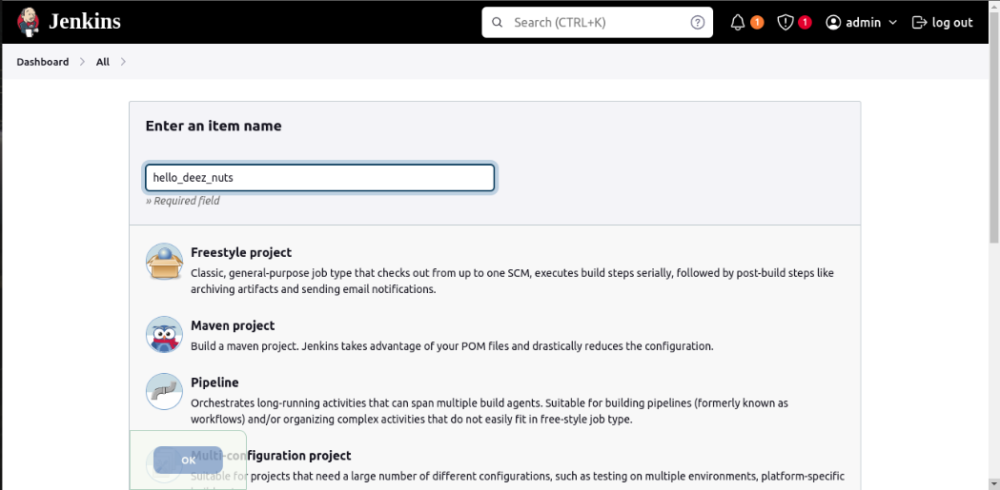 Jenkins
Search (CTRL+K)
?
1
1
admin
log out
Dashboard
All
Enter an item name
hello_deez_nuts
» Required field
Freestyle project
Classic, general-purpose job type that checks out from up to one SCM, executes build steps serially, followed by post-build steps like
archiving artifacts and sending email notifications.
Maven project
Build a maven project. Jenkins takes advantage of your POM files and drastically reduces the configuration.
Pipeline
Orchestrates long-running activities that can span multiple build agents. Suitable for building pipelines (formerly known as
workflows) and/or organizing complex activities that do not easily fit in free-style job type.
Multi-configuration project
OK
Suitable for projects that need a large number of different configurations, such as testing on multiple environments, platform-specific